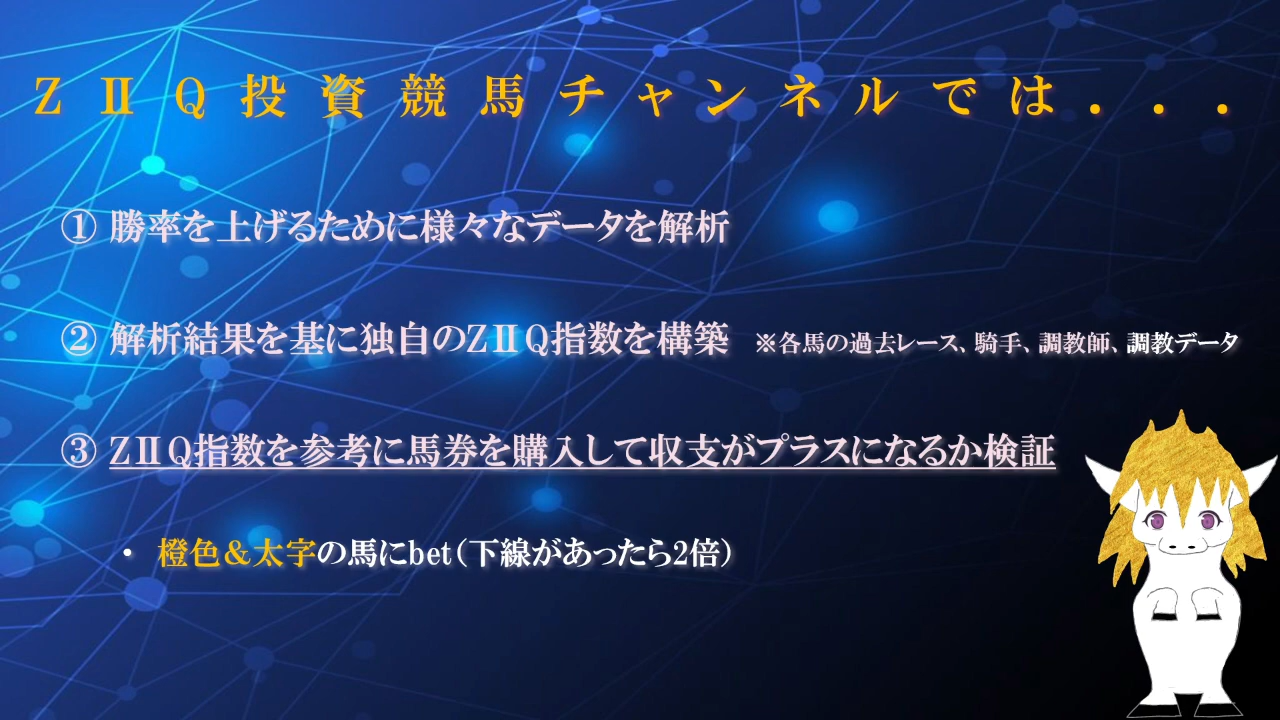 ZⅡQ投資競馬チャンネルでは...
① 勝率を上げるために様々なデータを解析
② 解析結果を基に独自のZⅡQ指数を構築 ※各馬の過去レース、騎手、調教師、調教データ
③ ZⅡQ指数を参考に馬券を購入して収支がプラスになるか検証
・ 橙色&太字の馬にbet(下線があったら2倍)